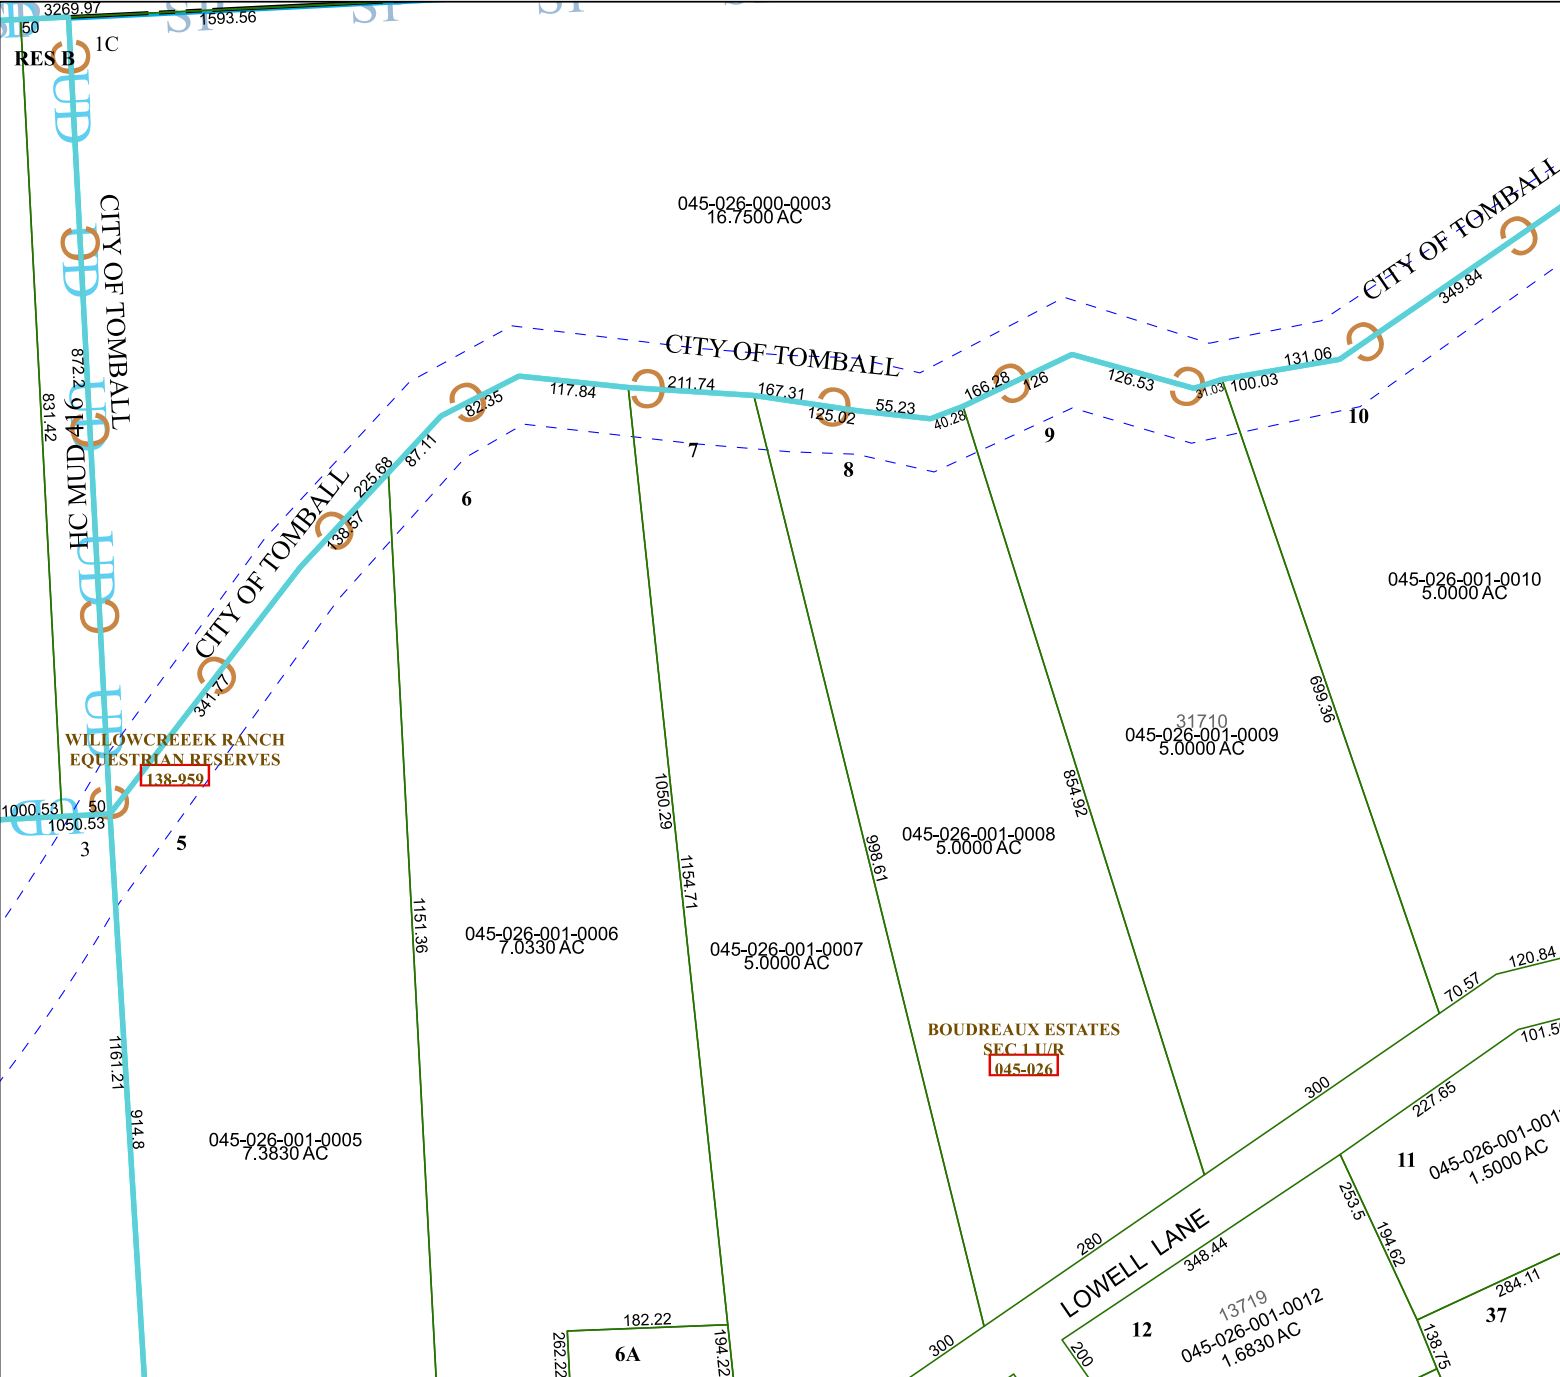 3269.97
50
1593.56
1C
RES B
UD
CITY OF TOMBALL
872.2
831.42
HC MUD 416
UD
UD
UD
UD
045-026-000-0003
16.7500 AC
CITY OF TOMBALL
349.84
CITY OF TOMBALL
131.06
100.03
31.03
126.53
126
166.28
40.28
55.23
125.02
167.31
211.74
117.84
82.35
87.11
225.68
138.57
CITY OF TOMBALL
341.77
10
9
8
7
6
045-026-001-0010
5.0000 AC
699.36
31710
045-026-001-0009
5.0000 AC
854.92
045-026-001-0008
5.0000 AC
998.61
WILLOWCREEEK RANCH
EQUESTRIAN RESERVES
138-959
1000.53
50
1050.53
UD
3
5
1050.29
1154.71
1151.36
045-026-001-0006
7.0330 AC
045-026-001-0007
5.0000 AC
BOUDREAUX ESTATES
SEC 1 U/R
045-026
1161.21
914.8
045-026-001-0005
7.3830 AC
70.57
120.84
300
227.65
11
1.5000 AC
253.5
194.62
280
LOWELL LANE
348.44
284.11
37
13719
045-026-001-0012
1.6830 AC
12
200
138.75
300
182.22
262.22
6A
194.22